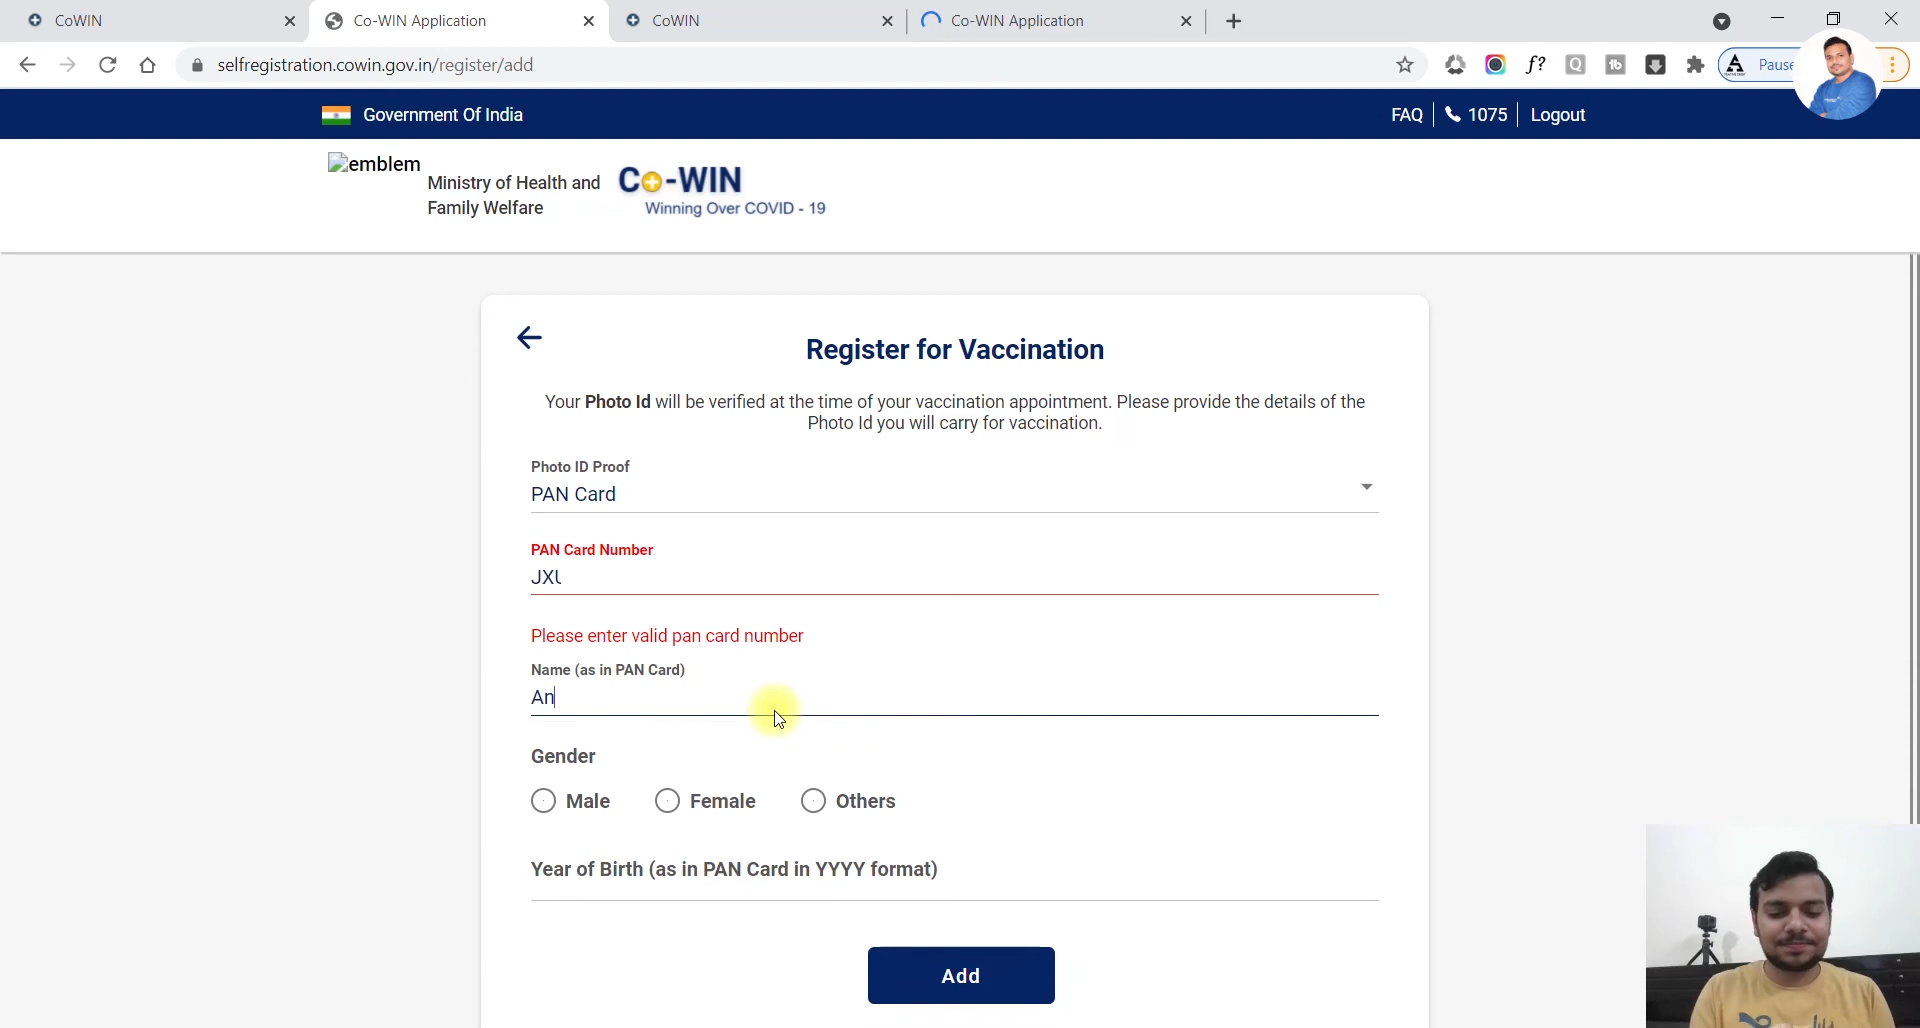 CoWIN
Co-WIN Application
CoWIN
Co-WIN Application
selfregistration.cowin.gov.in/register/add
f?
Q
tb
A
Government Of India
FAQ
1075
Logout
emblem
Ministry of Health and
Family Welfare
Co-WIN
Winning Over COVID - 19
Register for Vaccination
Your Photo Id will be verified at the time of your vaccination appointment. Please provide the details of the
Photo Id you will carry for vaccination.
Photo ID Proof
PAN Card
PAN Card Number
Please enter valid pan card number
Name (as in PAN Card)
An
Gender
Male
Female
Others
Year of Birth (as in PAN Card in YYYY format)
Add